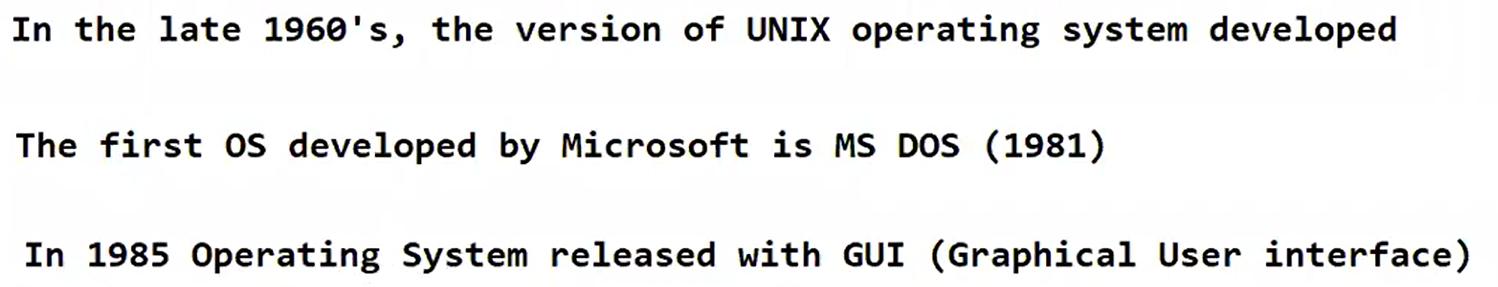 In the late 1960's, the version of UNIX operating system developed
The first OS developed by Microsoft is MS DOS (1981)
In 1985 Operating System released with GUI (Graphical User interface)